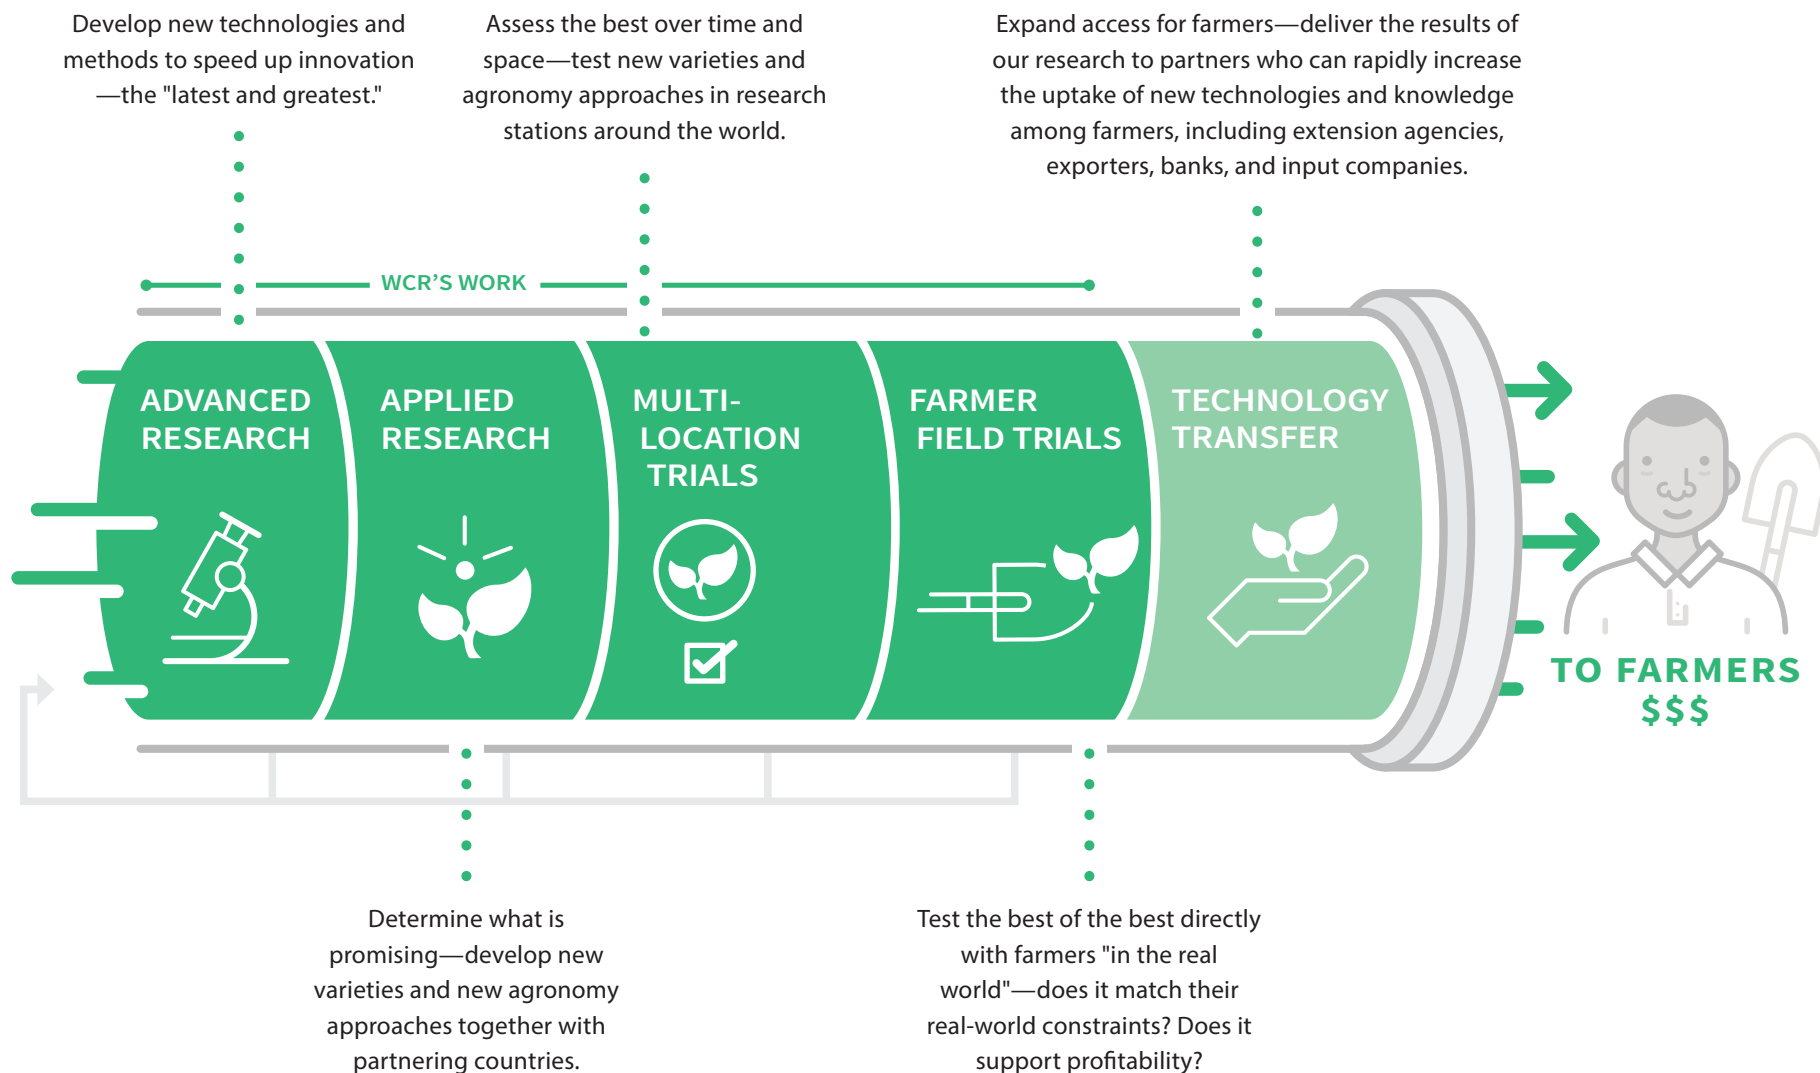 Develop new technologies and
methods to speed up innovation
—the "latest and greatest."
Assess the best over time and
space—test new varieties and
agronomy approaches in research
stations around the world.
Expand access for farmers—deliver the results of
our research to partners who can rapidly increase
the uptake of new technologies and knowledge
among farmers, including extension agencies,
exporters, banks, and input companies.
WCR'S WORK
ADVANCED
RESEARCH
APPLIED
RESEARCH
MULTI-
LOCATION
TRIALS
FARMER
FIELD TRIALS
TECHNOLOGY
TRANSFER
TO FARMERS
$$$
Determine what is
promising—develop new
varieties and new agronomy
approaches together with
partnering countries.
Test the best of the best directly
with farmers "in the real
world"—does it match their
real-world constraints? Does it
support profitability?